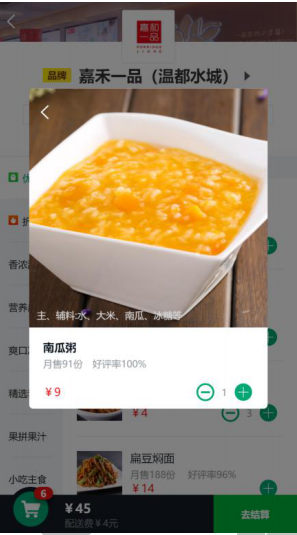 嘉和
一品
品牌 嘉禾一品（温都水城）
主、辅料:水、大米、南瓜、冰糖等
南瓜粥
月售91份 好评率100%
￥9 1
香浓
营养
爽口
精选
￥4 3
果拼果汁
扁豆焖面
小吃主食
月售188份 好评率96%
￥14
6
￥45
配送费￥4元
去结算